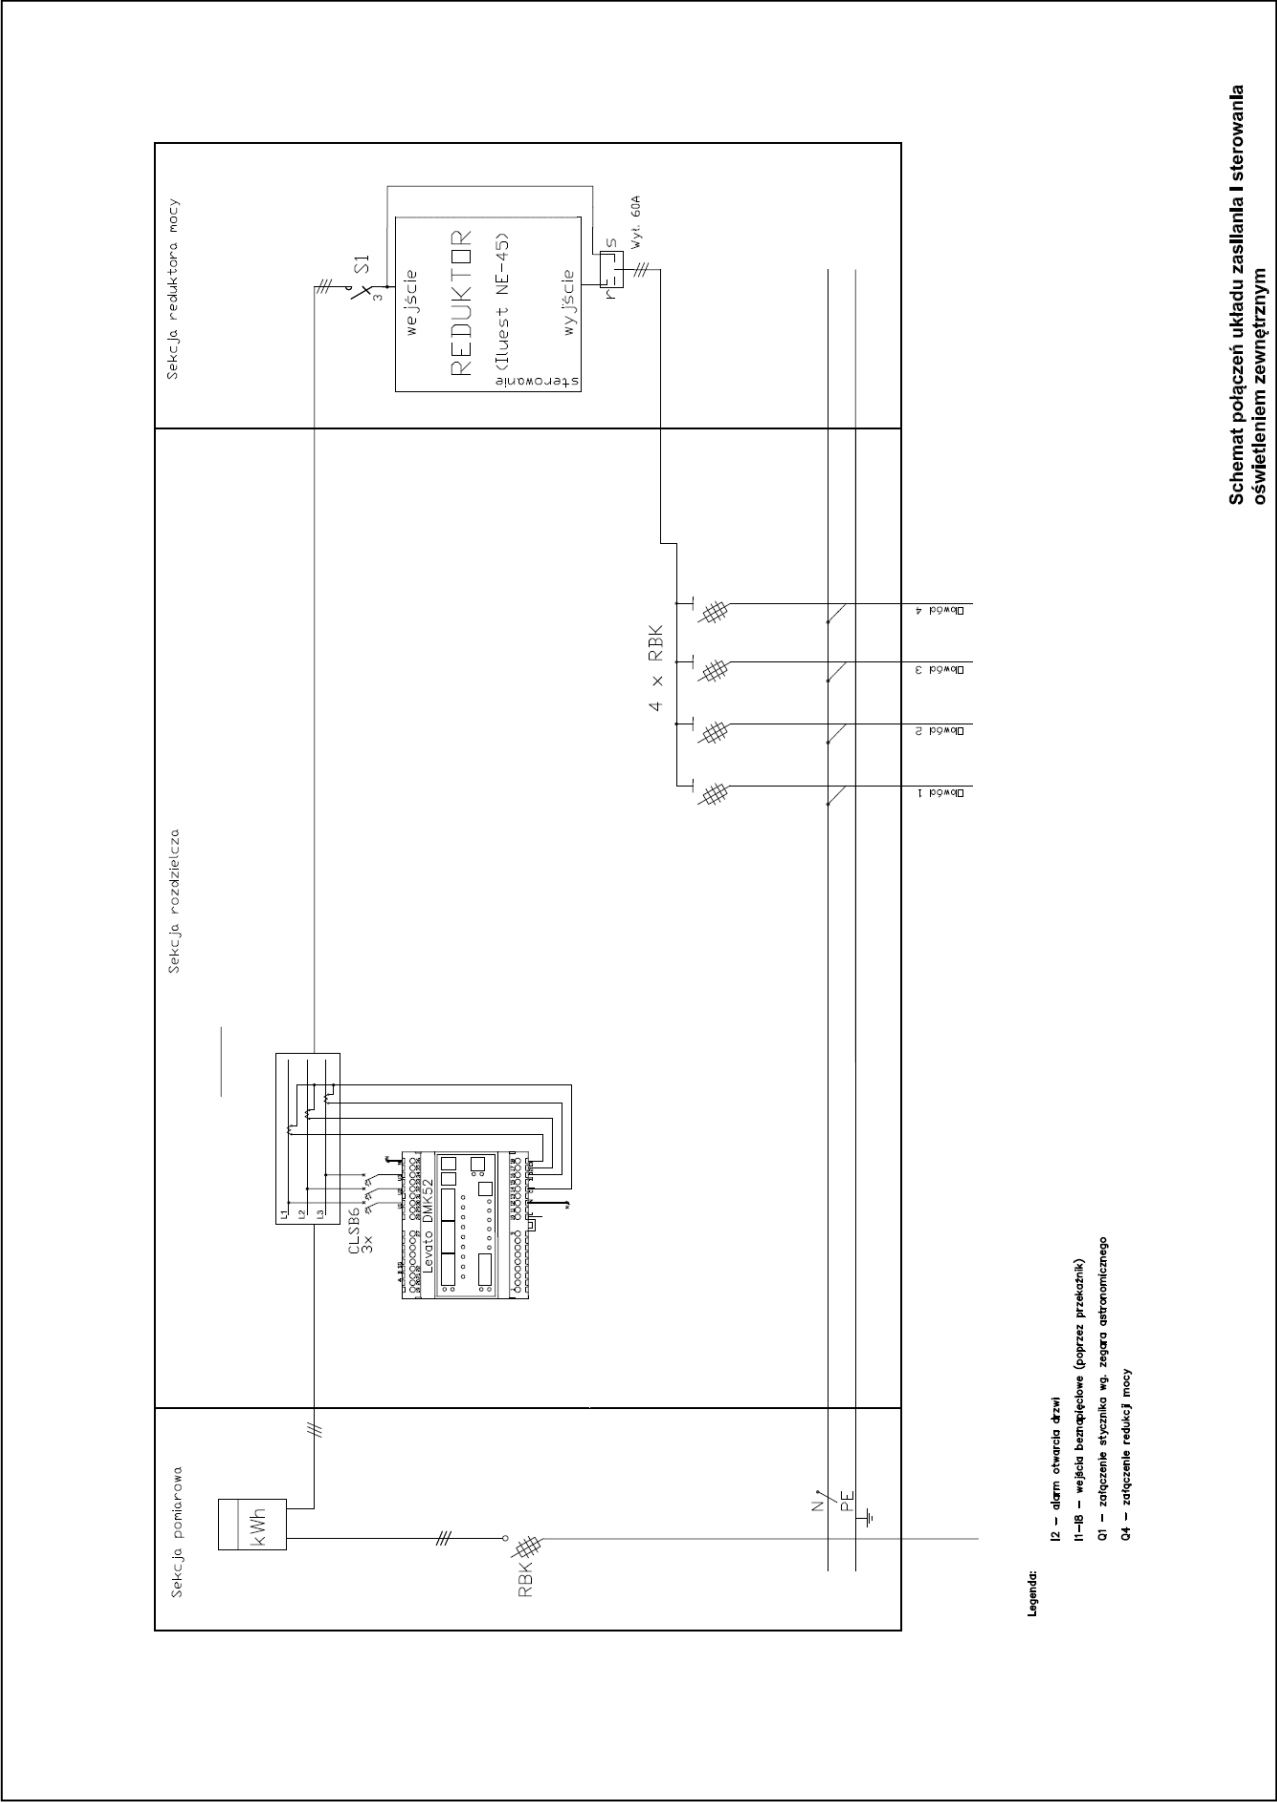 Sekcja pomiarowa
Sekcja rozdzielcza
Sekcja reduktora mocy
kWh
RBK
N
PE
L1
L2
L3
CLSB6
3x
Levato DMK52
S1
3
wejście
REDUKTOR
(Iluest NE-45)
wyjście
sterowanie
r
s
Wył. 60A
4 x RBK
Obwód 1
Obwód 2
Obwód 3
Obwód 4
Legenda:
I2 – alarm otwarcia drzwi
I1-I8 – wejścia beznapięciowe (poprzez przekaźnik)
Q1 – załączenie stycznika wg. zegara astronomicznego
Q4 – załączenie redukcji mocy
Schemat połączeń układu zasilania i sterowania
oświetleniem zewnętrznym